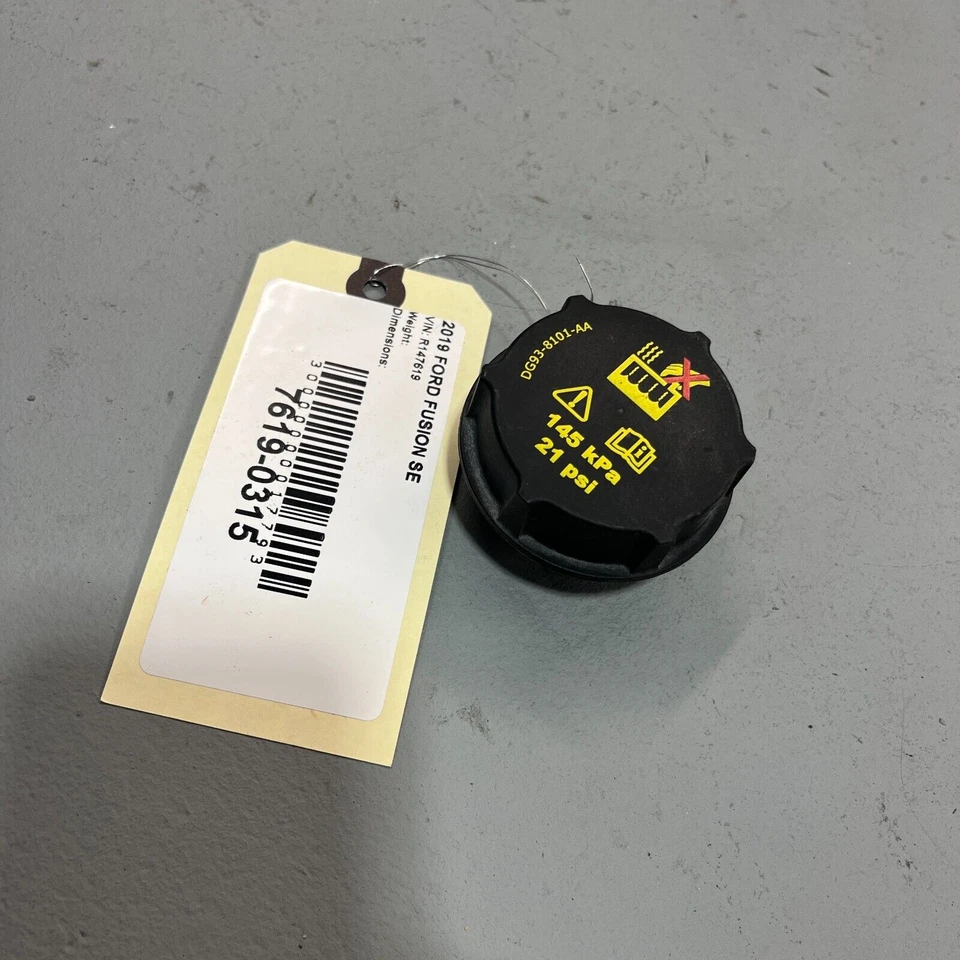 2019 FORD FUSION SE
VIN: R147619
Weight:
Dimensions:
7619-0315
DG93-8101-AA
145 kPa
21 psi